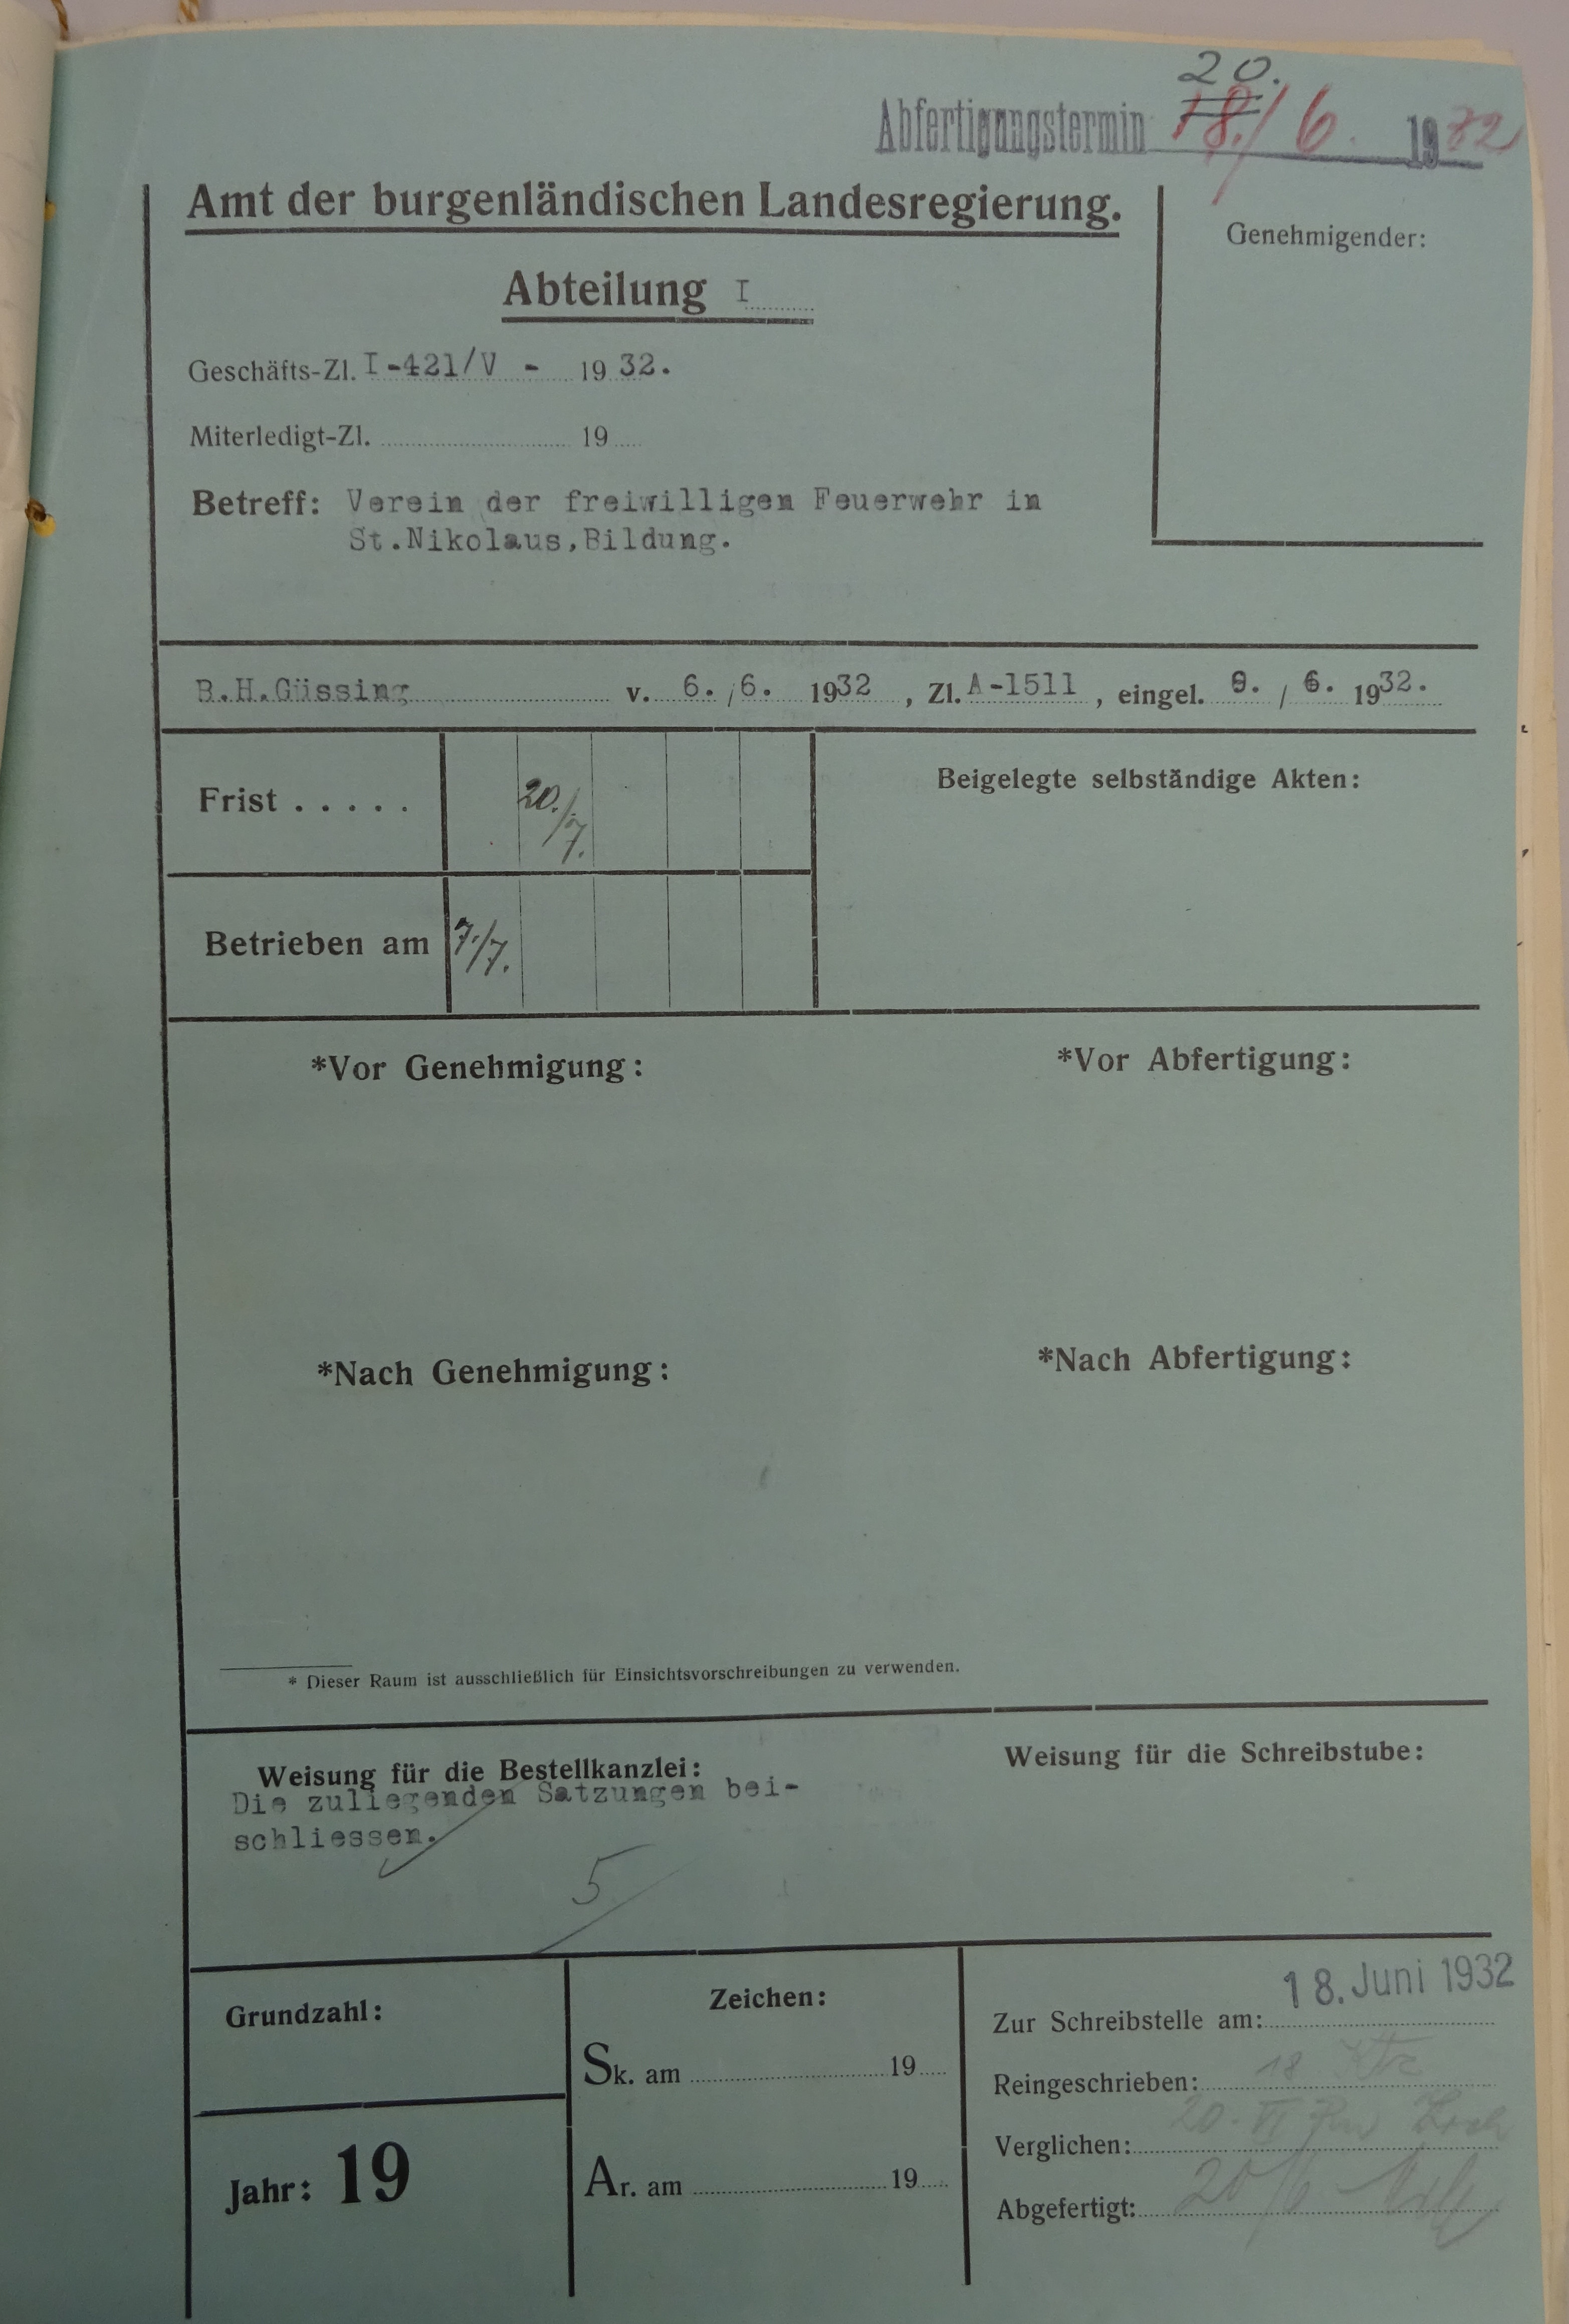 20.
Abfertigungstermin 18./6. 1932
Amt der burgenländischen Landesregierung.
Genehmigender:
Abteilung I
Geschäfts-Zl. I-421/V - 1932.
Miterledigt-Zl. 19
Betreff: Verein der freiwilligen Feuerwehr in
St.Nikolaus,Bildung.
B.H.Güssing v. 6. / 6. 1932, Zl. A-1511, eingel. 9. / 6. 1932.
Frist . . . . . 20./7.
Beigelegte selbständige Akten:
Betrieben am 7./7.
*Vor Genehmigung:
*Vor Abfertigung:
*Nach Genehmigung:
*Nach Abfertigung:
* Dieser Raum ist ausschließlich für Einsichtsvorschreibungen zu verwenden.
Weisung für die Bestellkanzlei:
Die zuliegenden Satzungen bei-
schliessen.
5
Weisung für die Schreibstube:
Grundzahl:
Jahr: 19
Zeichen:
Sk. am 19
Ar. am 19
Zur Schreibstelle am: 18. Juni 1932
Reingeschrieben: 18
Verglichen: 20. VI
Abgefertigt: 20/6